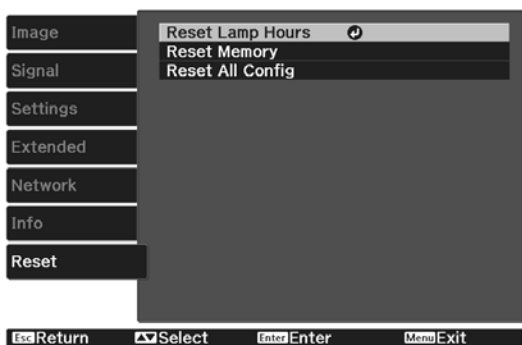 Image
Signal
Settings
Extended
Network
Info
Reset
Reset Lamp Hours
Reset Memory
Reset All Config
Esc Return Select Enter Enter Menu Exit